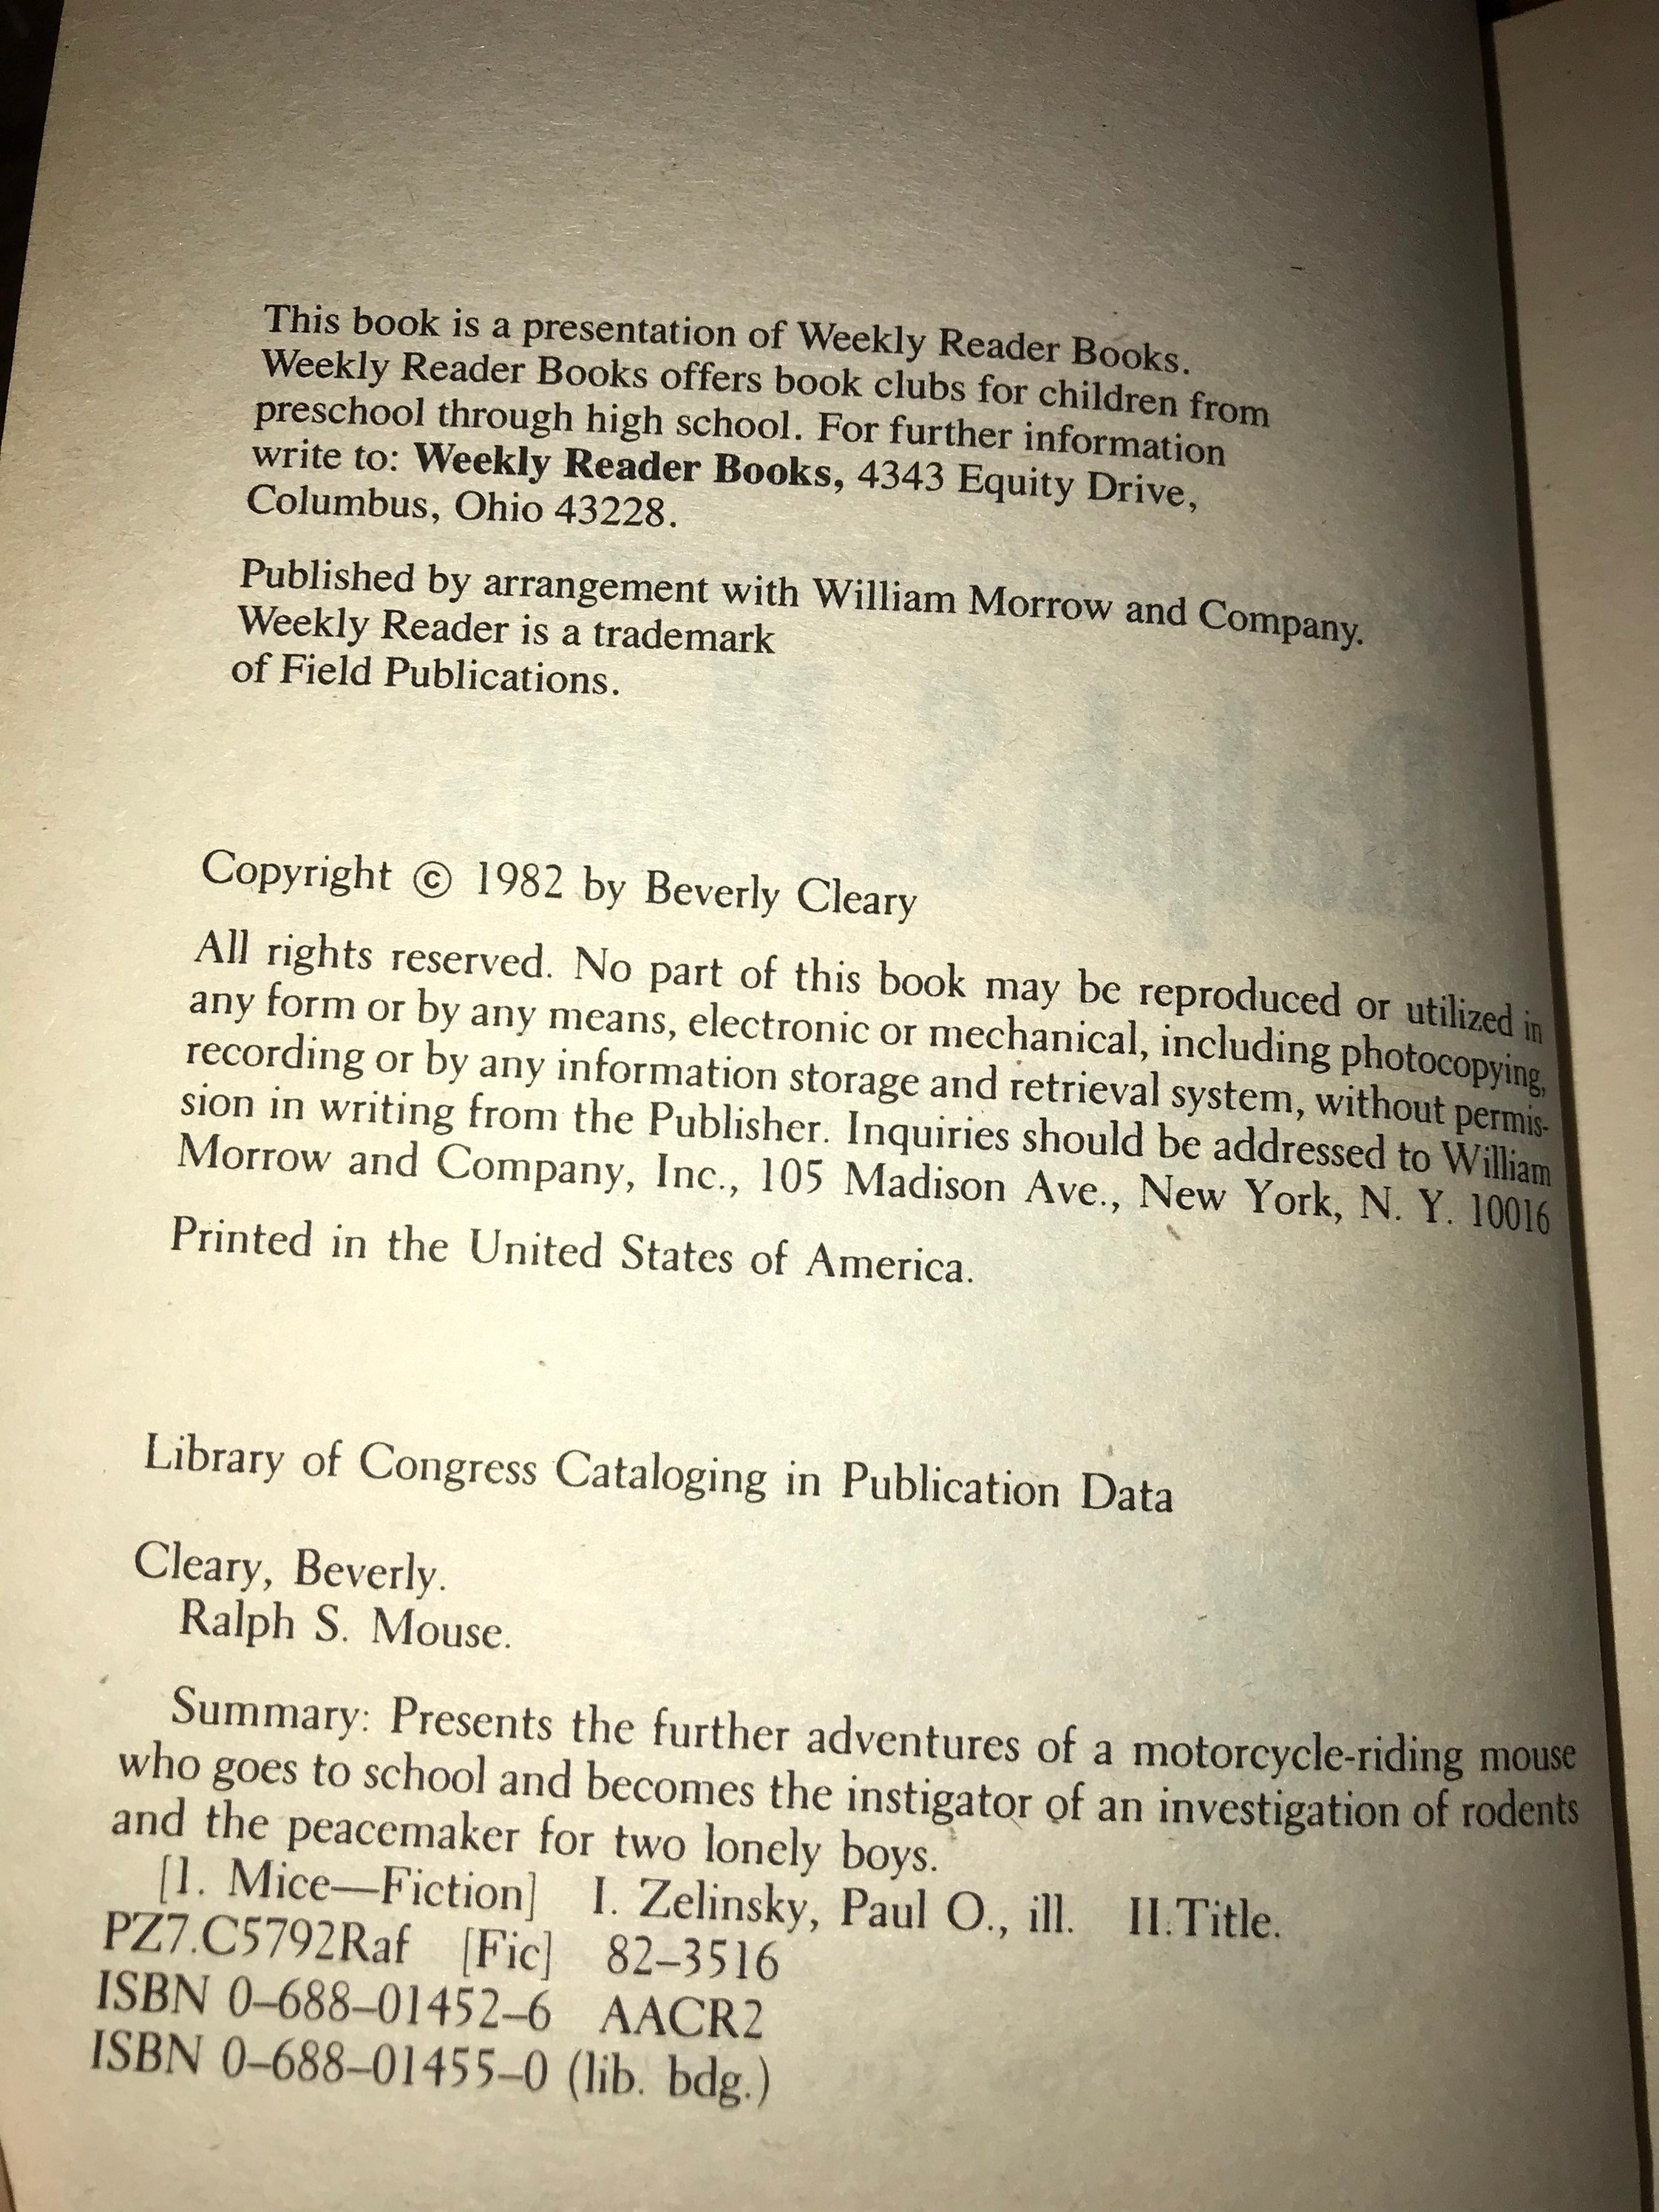 This book is a presentation of Weekly Reader Books.
Weekly Reader Books offers book clubs for children from
preschool through high school. For further information
write to: Weekly Reader Books, 4343 Equity Drive,
Columbus, Ohio 43228.
Published by arrangement with William Morrow and Company.
Weekly Reader is a trademark
of Field Publications.
Copyright © 1982 by Beverly Cleary
All rights reserved. No part of this book may be reproduced or utilized in
any form or by any means, electronic or mechanical, including photocopying,
recording or by any information storage and retrieval system, without permis-
sion in writing from the Publisher. Inquiries should be addressed to William
Morrow and Company, Inc., 105 Madison Ave., New York, N. Y. 10016
Printed in the United States of America.
Library of Congress Cataloging in Publication Data
Cleary, Beverly.
Ralph S. Mouse.
Summary: Presents the further adventures of a motorcycle-riding mouse
who goes to school and becomes the instigator of an investigation of rodents
and the peacemaker for two lonely boys.
[1. Mice—Fiction] I. Zelinsky, Paul O., ill. II. Title.
PZ7.C5792Raf [Fic] 82–3516
ISBN 0–688–01452–6 AACR2
ISBN 0–688–01455–0 (lib. bdg.)